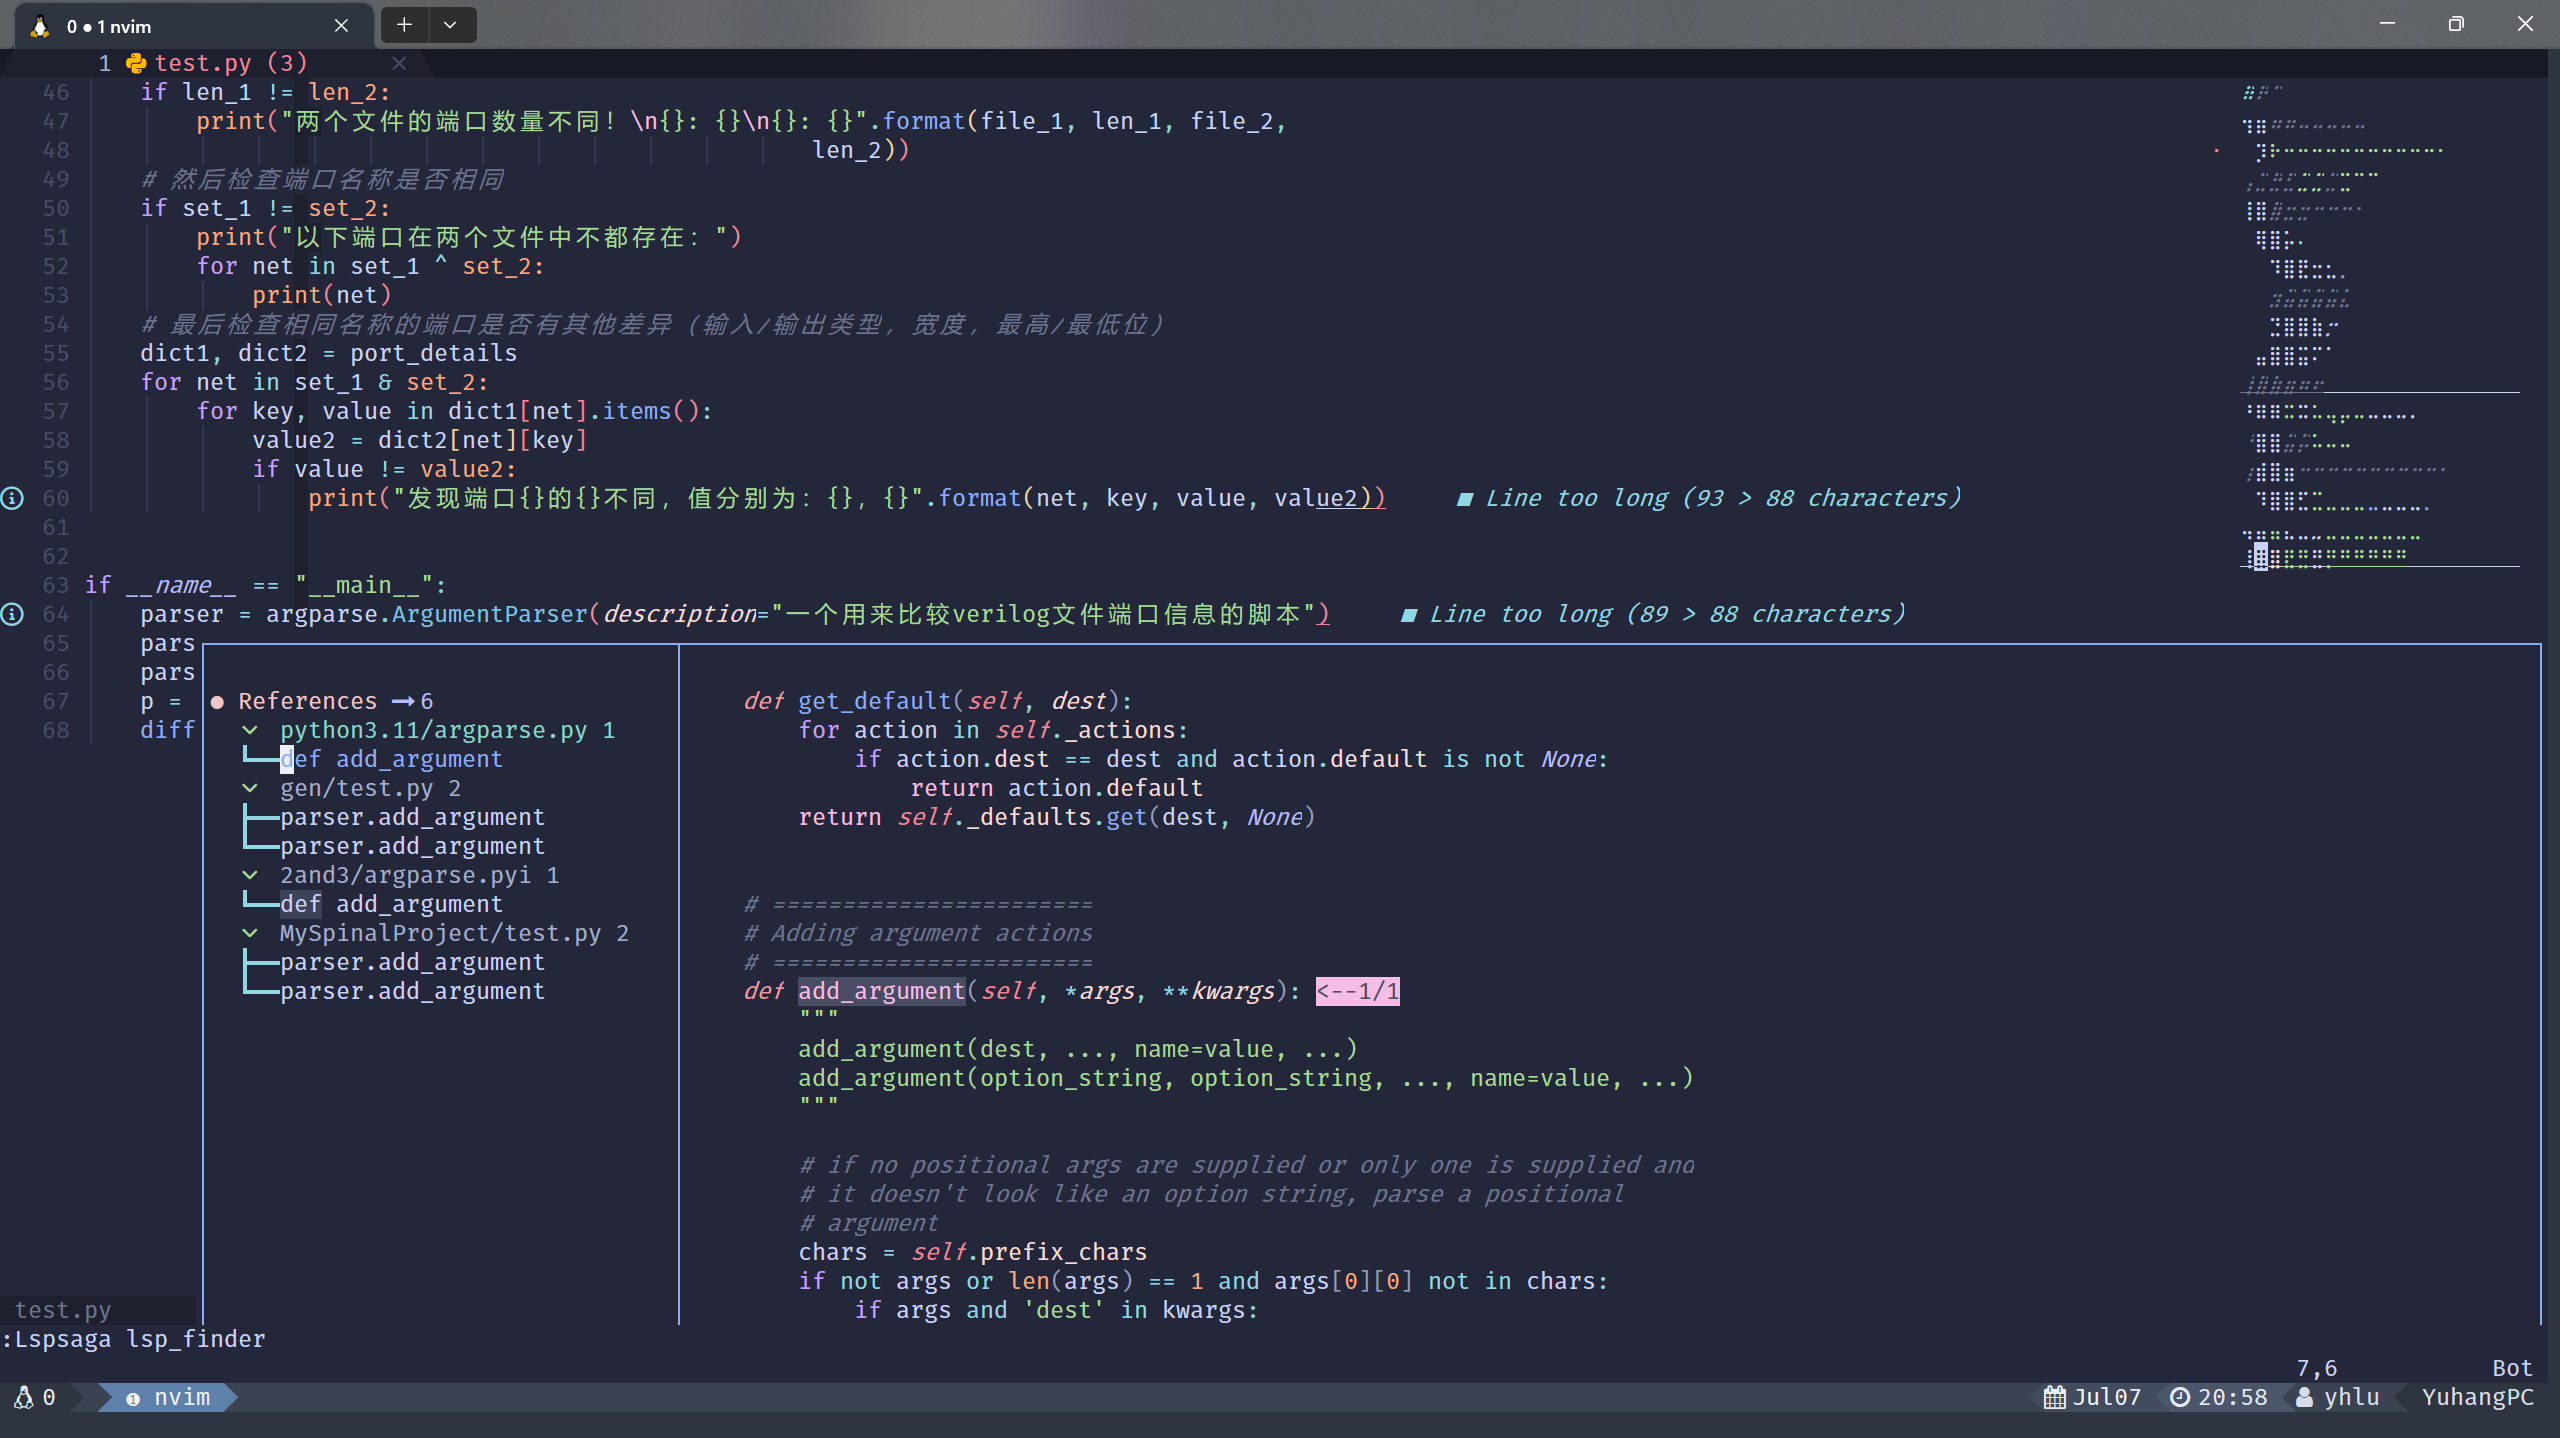 0 ● 1 nvim
1 test.py (3)
46 if len_1 != len_2:
47 print("两个文件的端口数量不同！\n{}: {}\n{}: {}".format(file_1, len_1, file_2,
48 len_2))
49 # 然后检查端口名称是否相同
50 if set_1 != set_2:
51 print("以下端口在两个文件中不都存在：")
52 for net in set_1 ^ set_2:
53 print(net)
54 # 最后检查相同名称的端口是否有其他差异（输入/输出类型，宽度，最高/最低位）
55 dict1, dict2 = port_details
56 for net in set_1 & set_2:
57 for key, value in dict1[net].items():
58 value2 = dict2[net][key]
59 if value != value2:
60 print("发现端口{}的{}不同，值分别为：{}，{}".format(net, key, value, value2)) ■ Line too long (93 > 88 characters)
61
62
63 if __name__ == "__main__":
64 parser = argparse.ArgumentParser(description="一个用来比较verilog文件端口信息的脚本") ■ Line too long (89 > 88 characters)
65 pars
66 pars
67 p =
68 diff
● References → 6
python3.11/argparse.py 1
def add_argument
gen/test.py 2
parser.add_argument
parser.add_argument
2and3/argparse.pyi 1
def add_argument
MySpinalProject/test.py 2
parser.add_argument
parser.add_argument
def get_default(self, dest):
for action in self._actions:
if action.dest == dest and action.default is not None:
return action.default
return self._defaults.get(dest, None)
# =======================
# Adding argument actions
# =======================
def add_argument(self, *args, **kwargs): <--1/1
"""
add_argument(dest, ..., name=value, ...)
add_argument(option_string, option_string, ..., name=value, ...)
"""
# if no positional args are supplied or only one is supplied and
# it doesn't look like an option string, parse a positional
# argument
chars = self.prefix_chars
if not args or len(args) == 1 and args[0][0] not in chars:
if args and 'dest' in kwargs:
test.py
:Lspsaga lsp_finder
7,6 Bot
0 1 nvim Jul07 20:58 yhlu YuhangPC